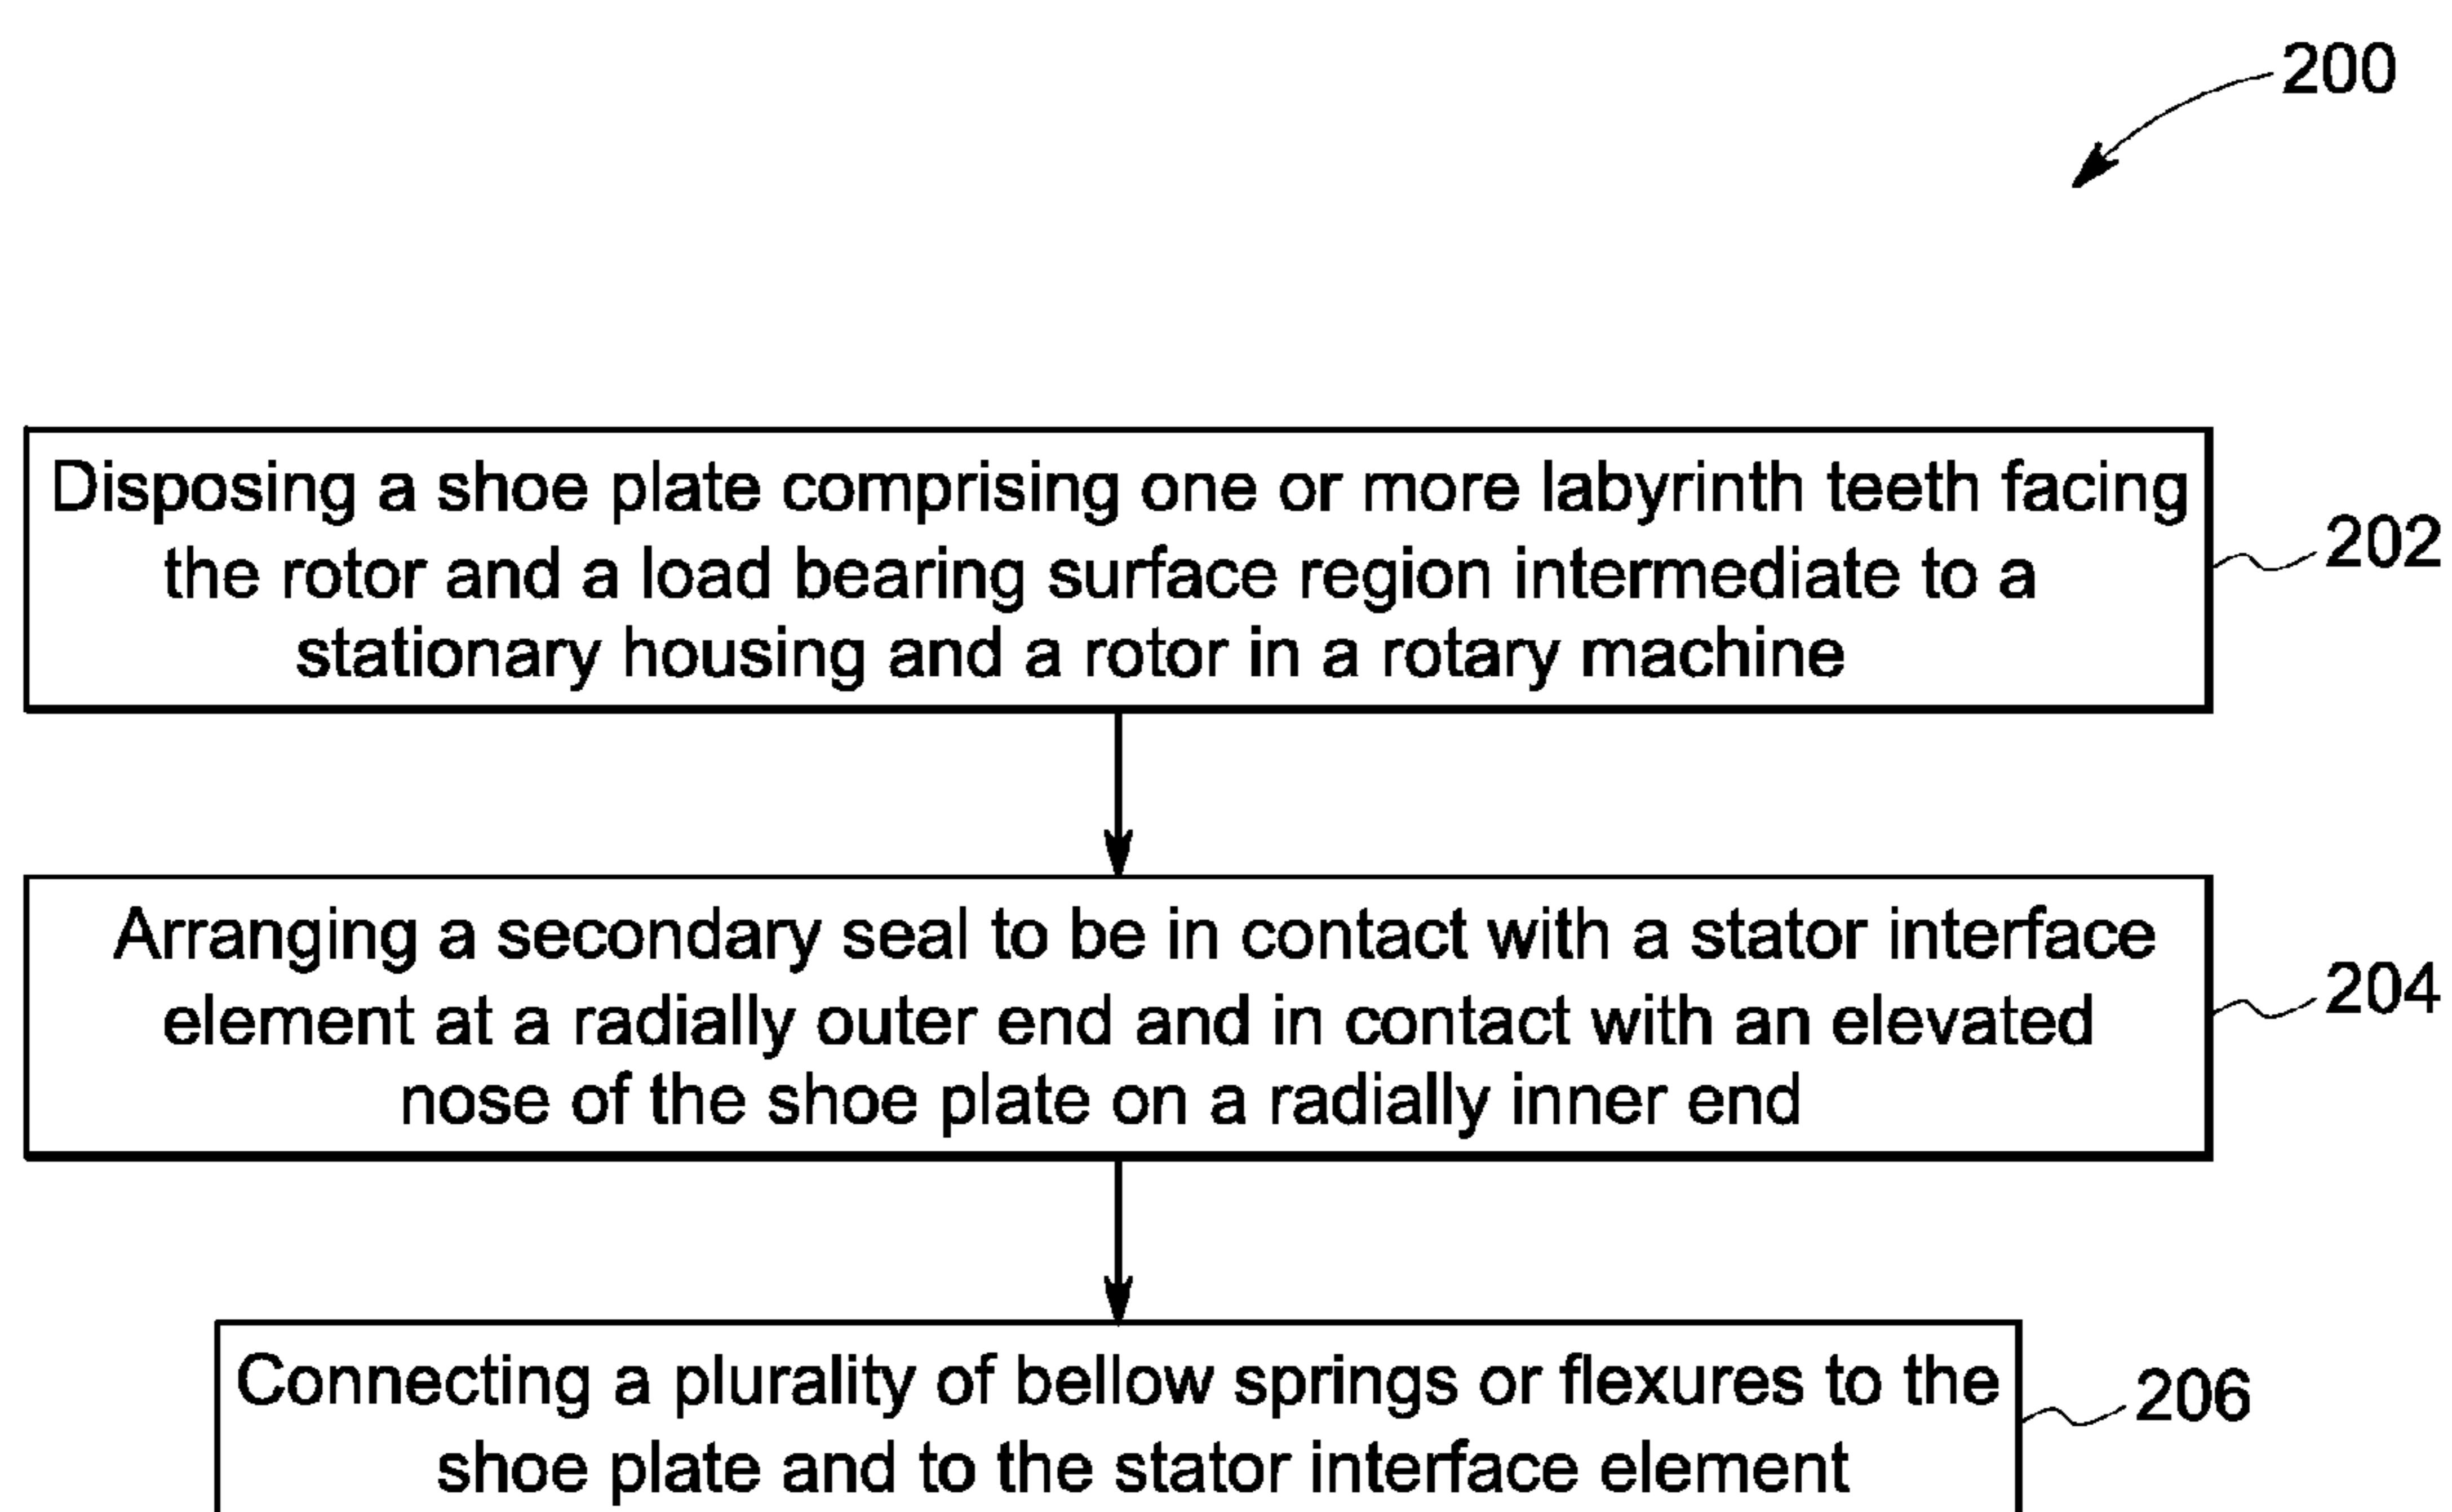 200
Disposing a shoe plate comprising one or more labyrinth teeth facing
the rotor and a load bearing surface region intermediate to a
stationary housing and a rotor in a rotary machine
202
Arranging a secondary seal to be in contact with a stator interface
element at a radially outer end and in contact with an elevated
nose of the shoe plate on a radially inner end
204
Connecting a plurality of bellow springs or flexures to the
shoe plate and to the stator interface element
206